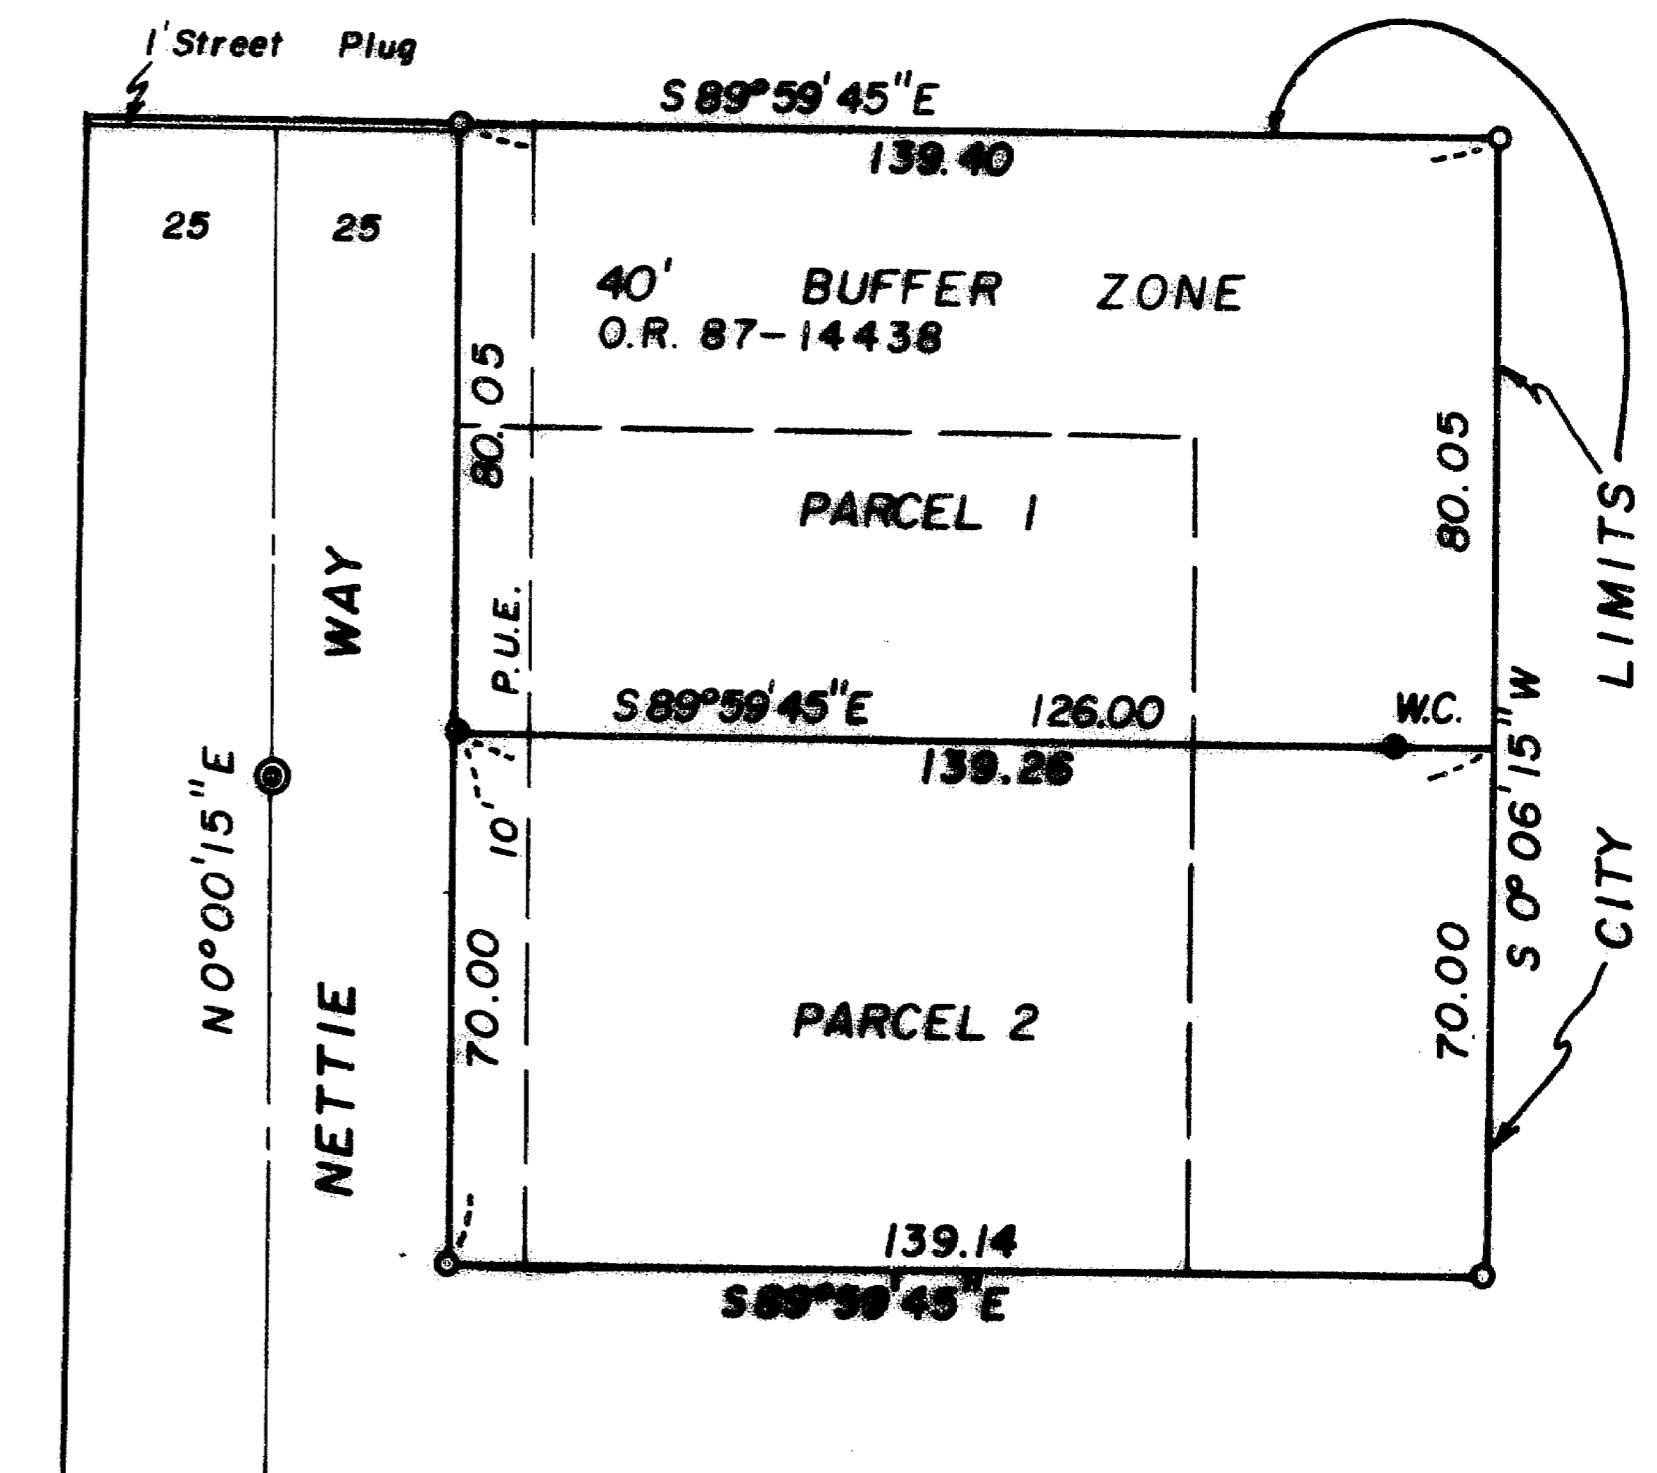 1' Street Plug
S 89° 59' 45" E
139.40
25
25
40' BUFFER ZONE
O.R. 87-14438
80.05
80.05
PARCEL 1
LIMITS
WAY
P.U.E.
S 89° 59' 45" E
126.00
W.C.
139.26
S 0° 06' 15" W
N 0° 00' 15" E
10'
CITY
70.00
70.00
PARCEL 2
NETTIE
139.14
S 89° 59' 45" E